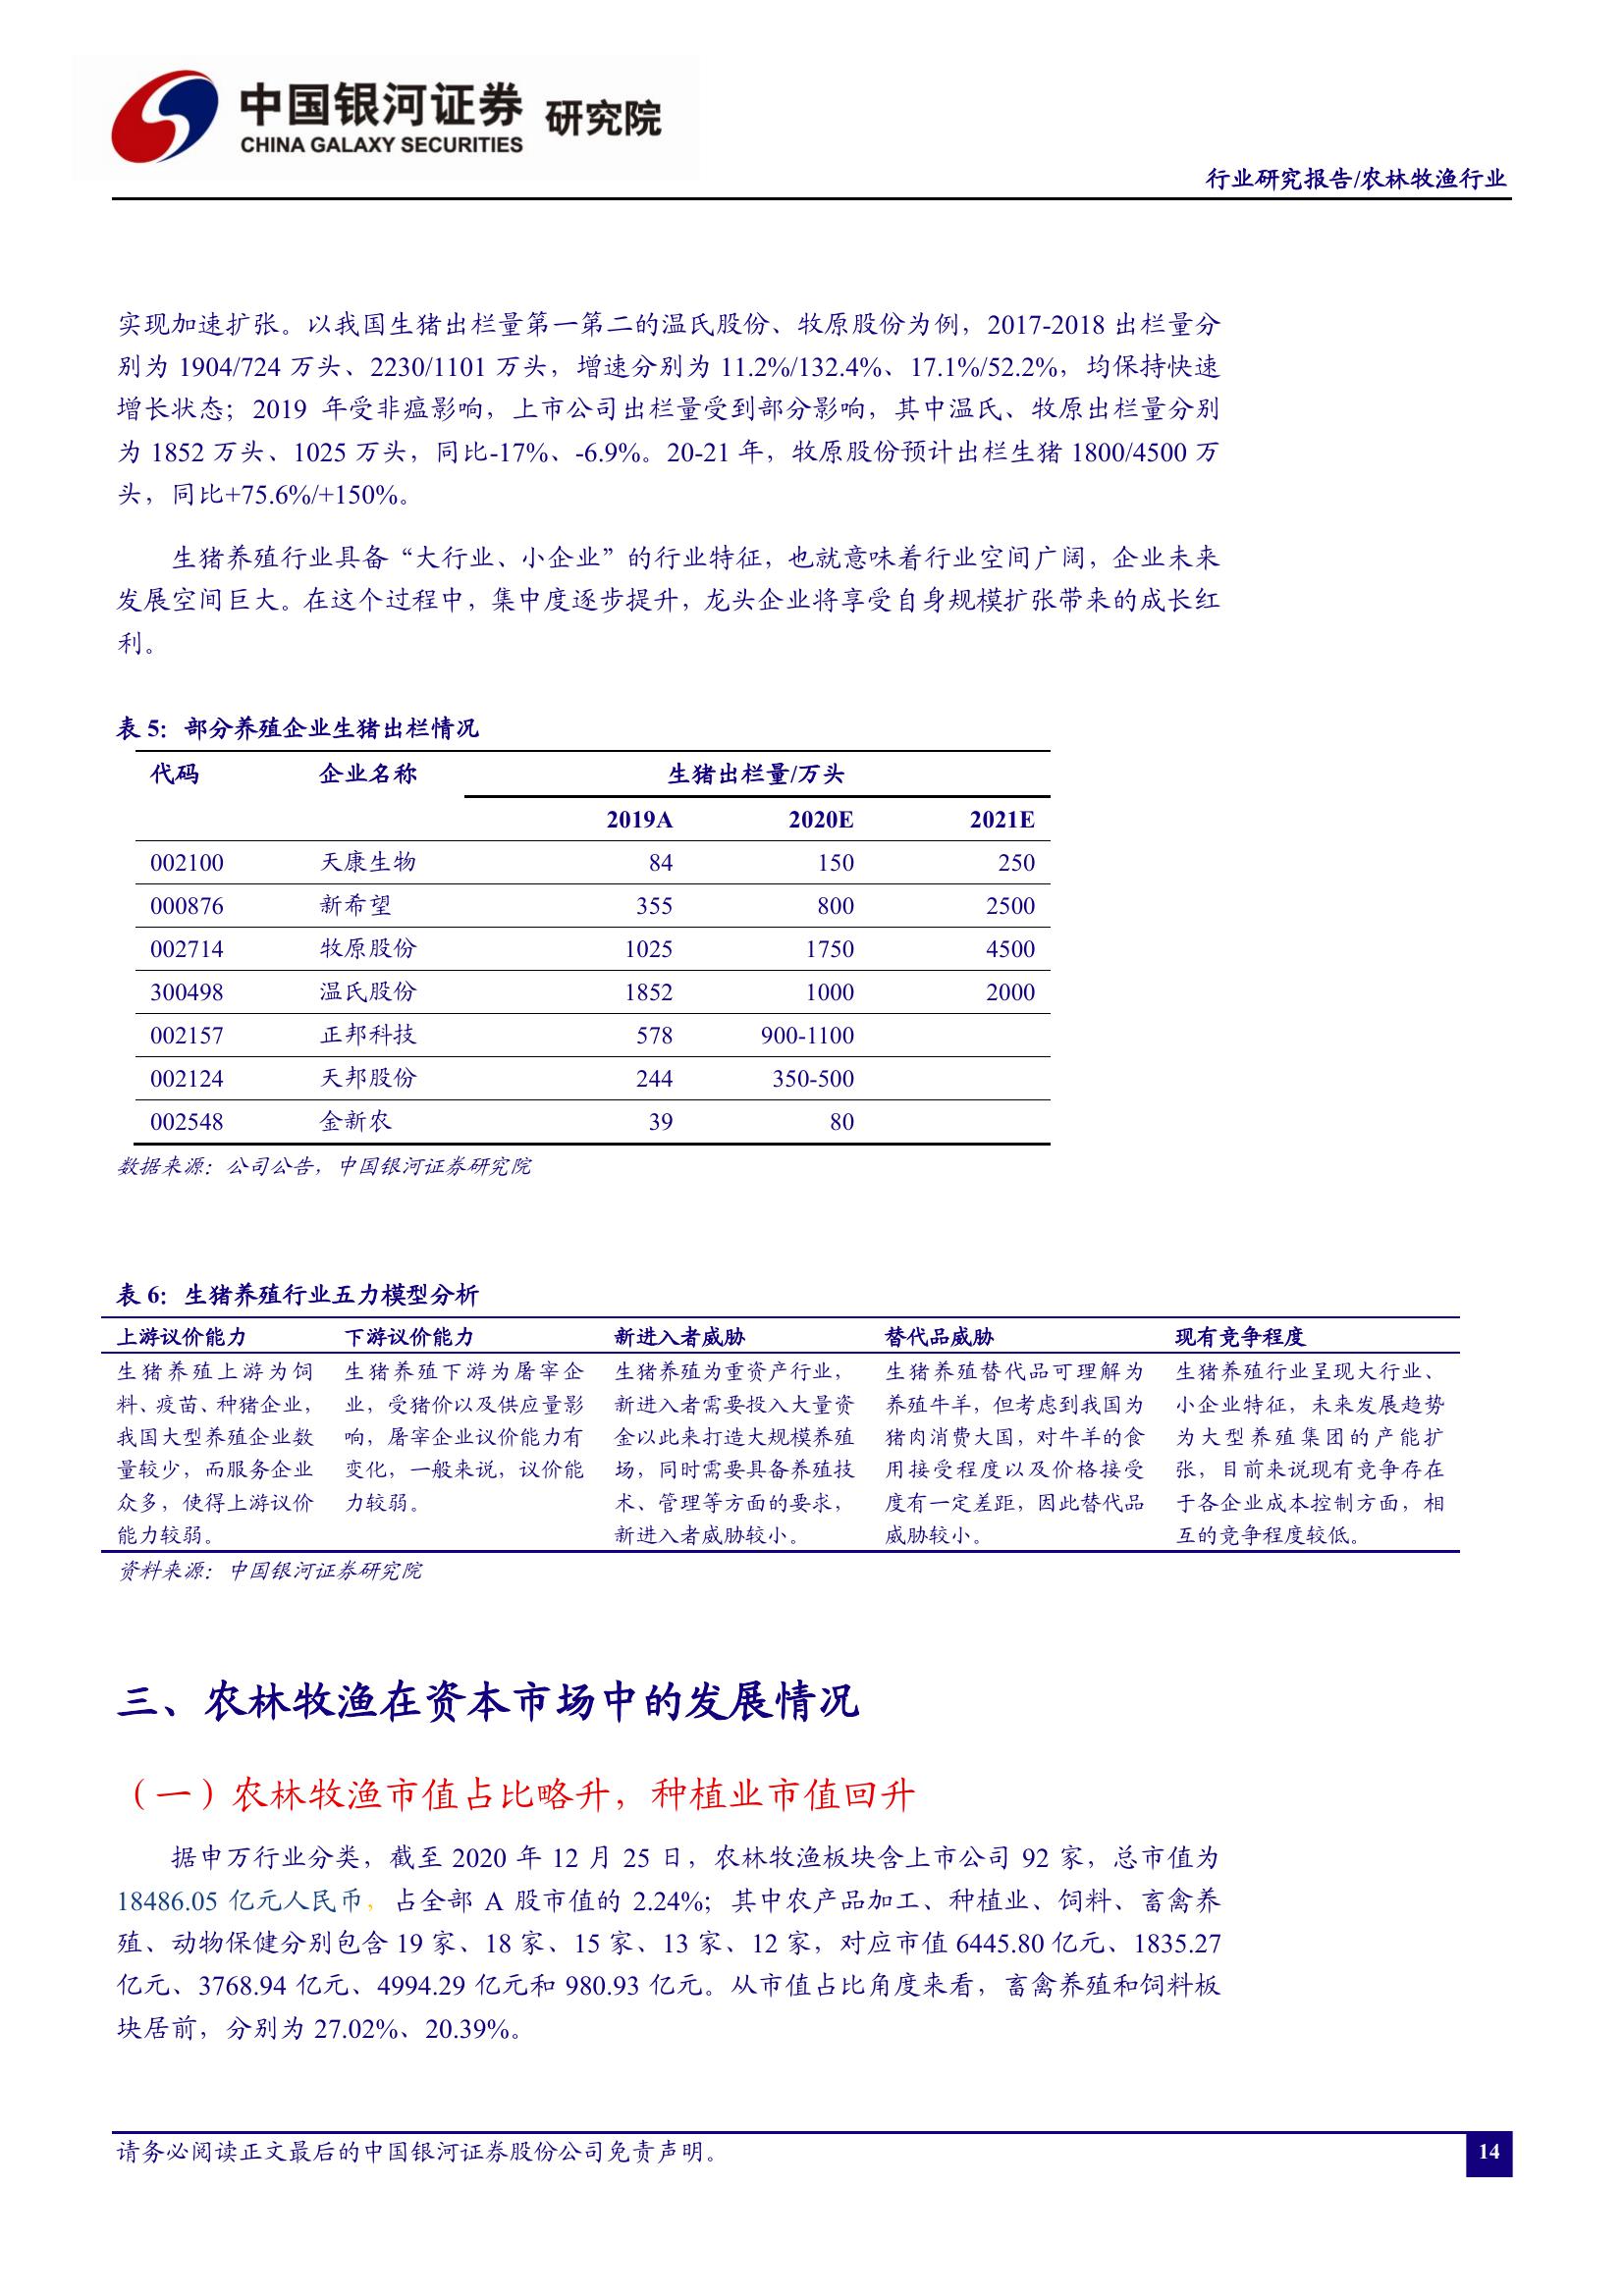 中国银河证券 研究院
CHINA GALAXY SECURITIES
行业研究报告/农林牧渔行业
实现加速扩张。以我国生猪出栏量第一第二的温氏股份、牧原股份为例，2017-2018 出栏量分
别为 1904/724 万头、2230/1101 万头，增速分别为 11.2%/132.4%、17.1%/52.2%，均保持快速
增长状态；2019 年受非瘟影响，上市公司出栏量受到部分影响，其中温氏、牧原出栏量分别
为 1852 万头、1025 万头，同比-17%、-6.9%。20-21 年，牧原股份预计出栏生猪 1800/4500 万
头，同比+75.6%/+150%。
生猪养殖行业具备“大行业、小企业”的行业特征，也就意味着行业空间广阔，企业未来
发展空间巨大。在这个过程中，集中度逐步提升，龙头企业将享受自身规模扩张带来的成长红
利。
表 5：部分养殖企业生猪出栏情况
代码 企业名称 生猪出栏量/万头
2019A 2020E 2021E
002100 天康生物 84 150 250
000876 新希望 355 800 2500
002714 牧原股份 1025 1750 4500
300498 温氏股份 1852 1000 2000
002157 正邦科技 578 900-1100
002124 天邦股份 244 350-500
002548 金新农 39 80
数据来源：公司公告，中国银河证券研究院
表 6：生猪养殖行业五力模型分析
上游议价能力 下游议价能力 新进入者威胁 替代品威胁 现有竞争程度
生猪养殖上游为饲 生猪养殖下游为屠宰企 生猪养殖为重资产行业， 生猪养殖替代品可理解为 生猪养殖行业呈现大行业、
料、疫苗、种猪企业， 业，受猪价以及供应量影 新进入者需要投入大量资 养殖牛羊，但考虑到我国为 小企业特征，未来发展趋势
我国大型养殖企业数 响，屠宰企业议价能力有 金以此来打造大规模养殖 猪肉消费大国，对牛羊的食 为大型养殖集团的产能扩
量较少，而服务企业 变化，一般来说，议价能 场，同时需要具备养殖技 用接受程度以及价格接受 张，目前来说现有竞争存在
众多，使得上游议价 力较弱。 术、管理等方面的要求， 度有一定差距，因此替代品 于各企业成本控制方面，相
能力较弱。 新进入者威胁较小。 威胁较小。 互的竞争程度较低。
资料来源：中国银河证券研究院
三、农林牧渔在资本市场中的发展情况
（一）农林牧渔市值占比略升，种植业市值回升
据申万行业分类，截至 2020 年 12 月 25 日，农林牧渔板块含上市公司 92 家，总市值为
18486.05 亿元人民币，占全部 A 股市值的 2.24%；其中农产品加工、种植业、饲料、畜禽养
殖、动物保健分别包含 19 家、18 家、15 家、13 家、12 家，对应市值 6445.80 亿元、1835.27
亿元、3768.94 亿元、4994.29 亿元和 980.93 亿元。从市值占比角度来看，畜禽养殖和饲料板
块居前，分别为 27.02%、20.39%。
请务必阅读正文最后的中国银河证券股份公司免责声明。
14